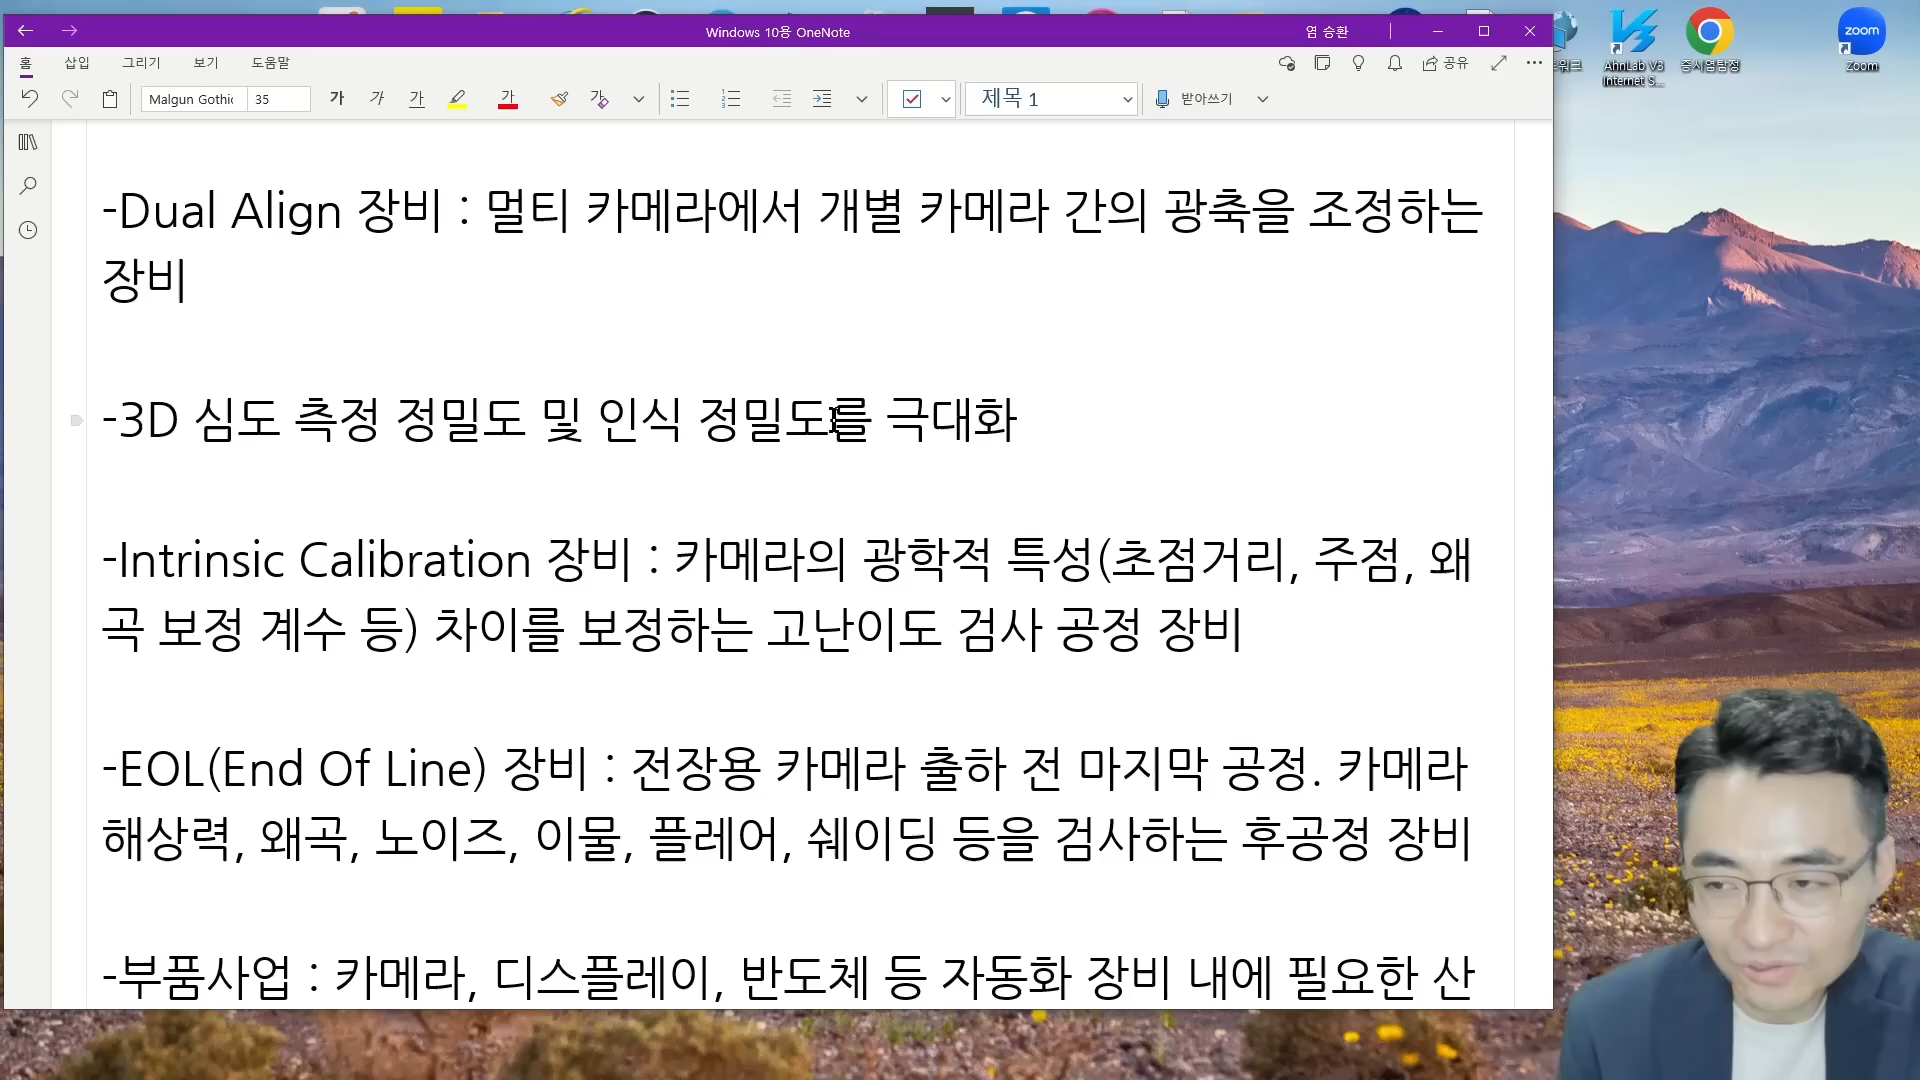 Windows 10용 OneNote
염 승환
홈 삽입 그리기 보기 도움말
공유
Malgun Gothic 35 가 가 가 가 가 제목 1 받아쓰기
-Dual Align 장비 : 멀티 카메라에서 개별 카메라 간의 광축을 조정하는
장비
-3D 심도 측정 정밀도 및 인식 정밀도를 극대화
-Intrinsic Calibration 장비 : 카메라의 광학적 특성(초점거리, 주점, 왜
곡 보정 계수 등) 차이를 보정하는 고난이도 검사 공정 장비
-EOL(End Of Line) 장비 : 전장용 카메라 출하 전 마지막 공정. 카메라
해상력, 왜곡, 노이즈, 이물, 플레어, 쉐이딩 등을 검사하는 후공정 장비
-부품사업 : 카메라, 디스플레이, 반도체 등 자동화 장비 내에 필요한 산
AhnLab V3
Internet S...
증시염탐정
zoom
Zoom